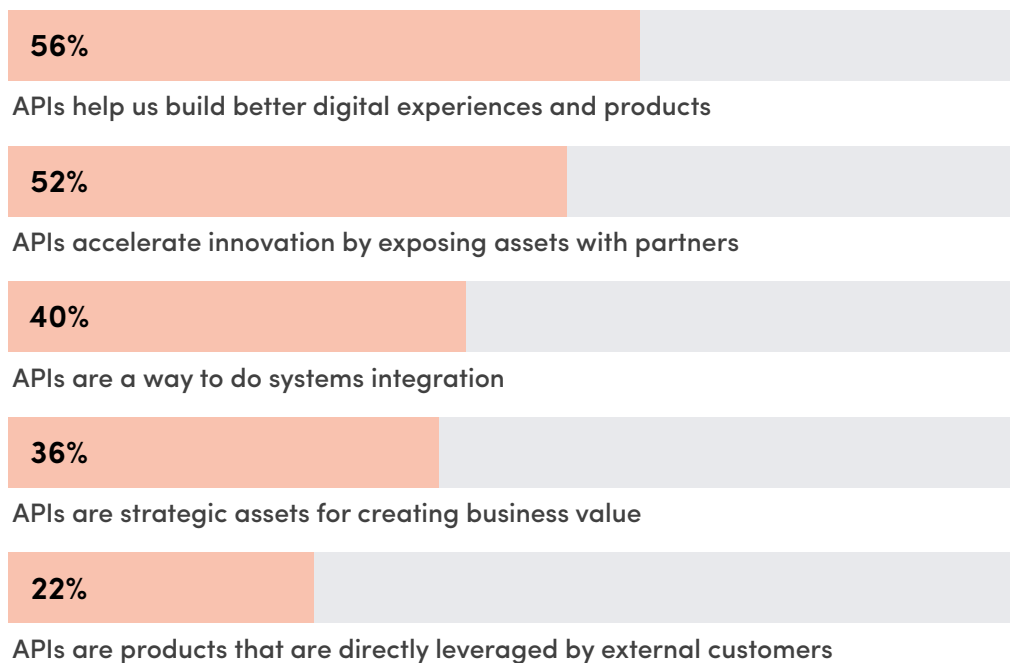 56%
APIs help us build better digital experiences and products
52%
APIs accelerate innovation by exposing assets with partners
40%
APIs are a way to do systems integration
36%
APIs are strategic assets for creating business value
22%
APIs are products that are directly leveraged by external customers